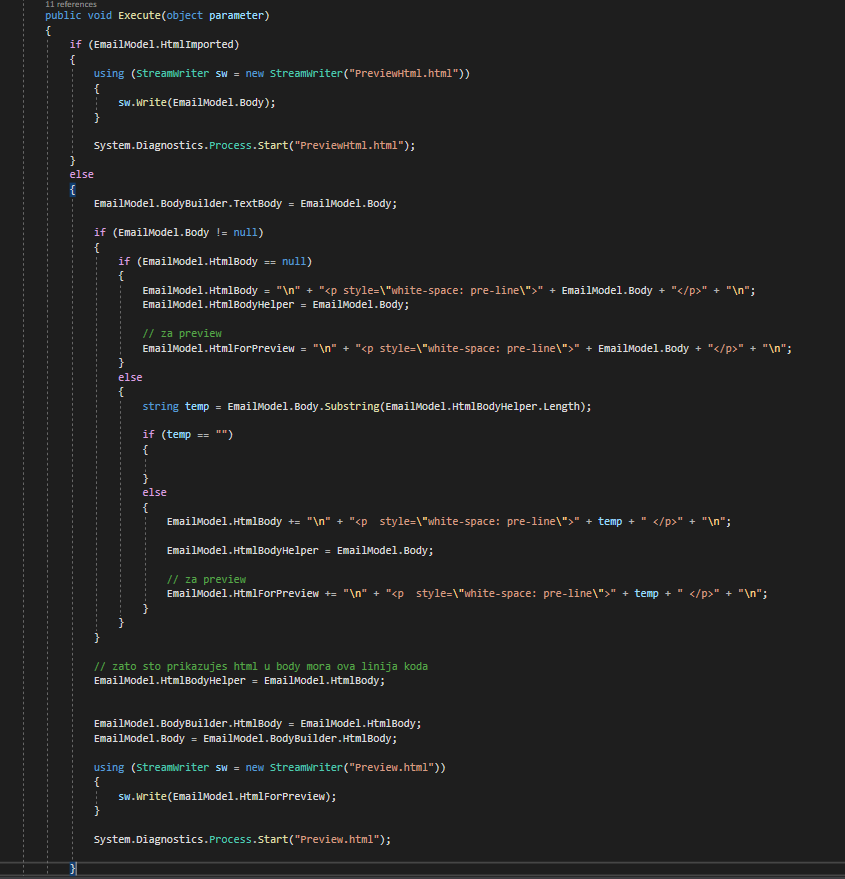 11 references
public void Execute(object parameter)
{
if (EmailModel.HtmlImported)
{
using (StreamWriter sw = new StreamWriter("PreviewHtml.html"))
{
sw.Write(EmailModel.Body);
}
System.Diagnostics.Process.Start("PreviewHtml.html");
}
else
{
EmailModel.BodyBuilder.TextBody = EmailModel.Body;
if (EmailModel.Body != null)
{
if (EmailModel.HtmlBody == null)
{
EmailModel.HtmlBody = "\n" + "<p style=\"white-space: pre-line\">" + EmailModel.Body + "</p>" + "\n";
EmailModel.HtmlBodyHelper = EmailModel.Body;
// za preview
EmailModel.HtmlForPreview = "\n" + "<p style=\"white-space: pre-line\">" + EmailModel.Body + "</p>" + "\n";
}
else
{
string temp = EmailModel.Body.Substring(EmailModel.HtmlBodyHelper.Length);
if (temp == "")
{
}
else
{
EmailModel.HtmlBody += "\n" + "<p  style=\"white-space: pre-line\">" + temp + " </p>" + "\n";
EmailModel.HtmlBodyHelper = EmailModel.Body;
// za preview
EmailModel.HtmlForPreview += "\n" + "<p  style=\"white-space: pre-line\">" + temp + " </p>" + "\n";
}
}
}
// zato sto prikazujes html u body mora ova linija koda
EmailModel.HtmlBodyHelper = EmailModel.HtmlBody;
EmailModel.BodyBuilder.HtmlBody = EmailModel.HtmlBody;
EmailModel.Body = EmailModel.BodyBuilder.HtmlBody;
using (StreamWriter sw = new StreamWriter("Preview.html"))
{
sw.Write(EmailModel.HtmlForPreview);
}
System.Diagnostics.Process.Start("Preview.html");
}